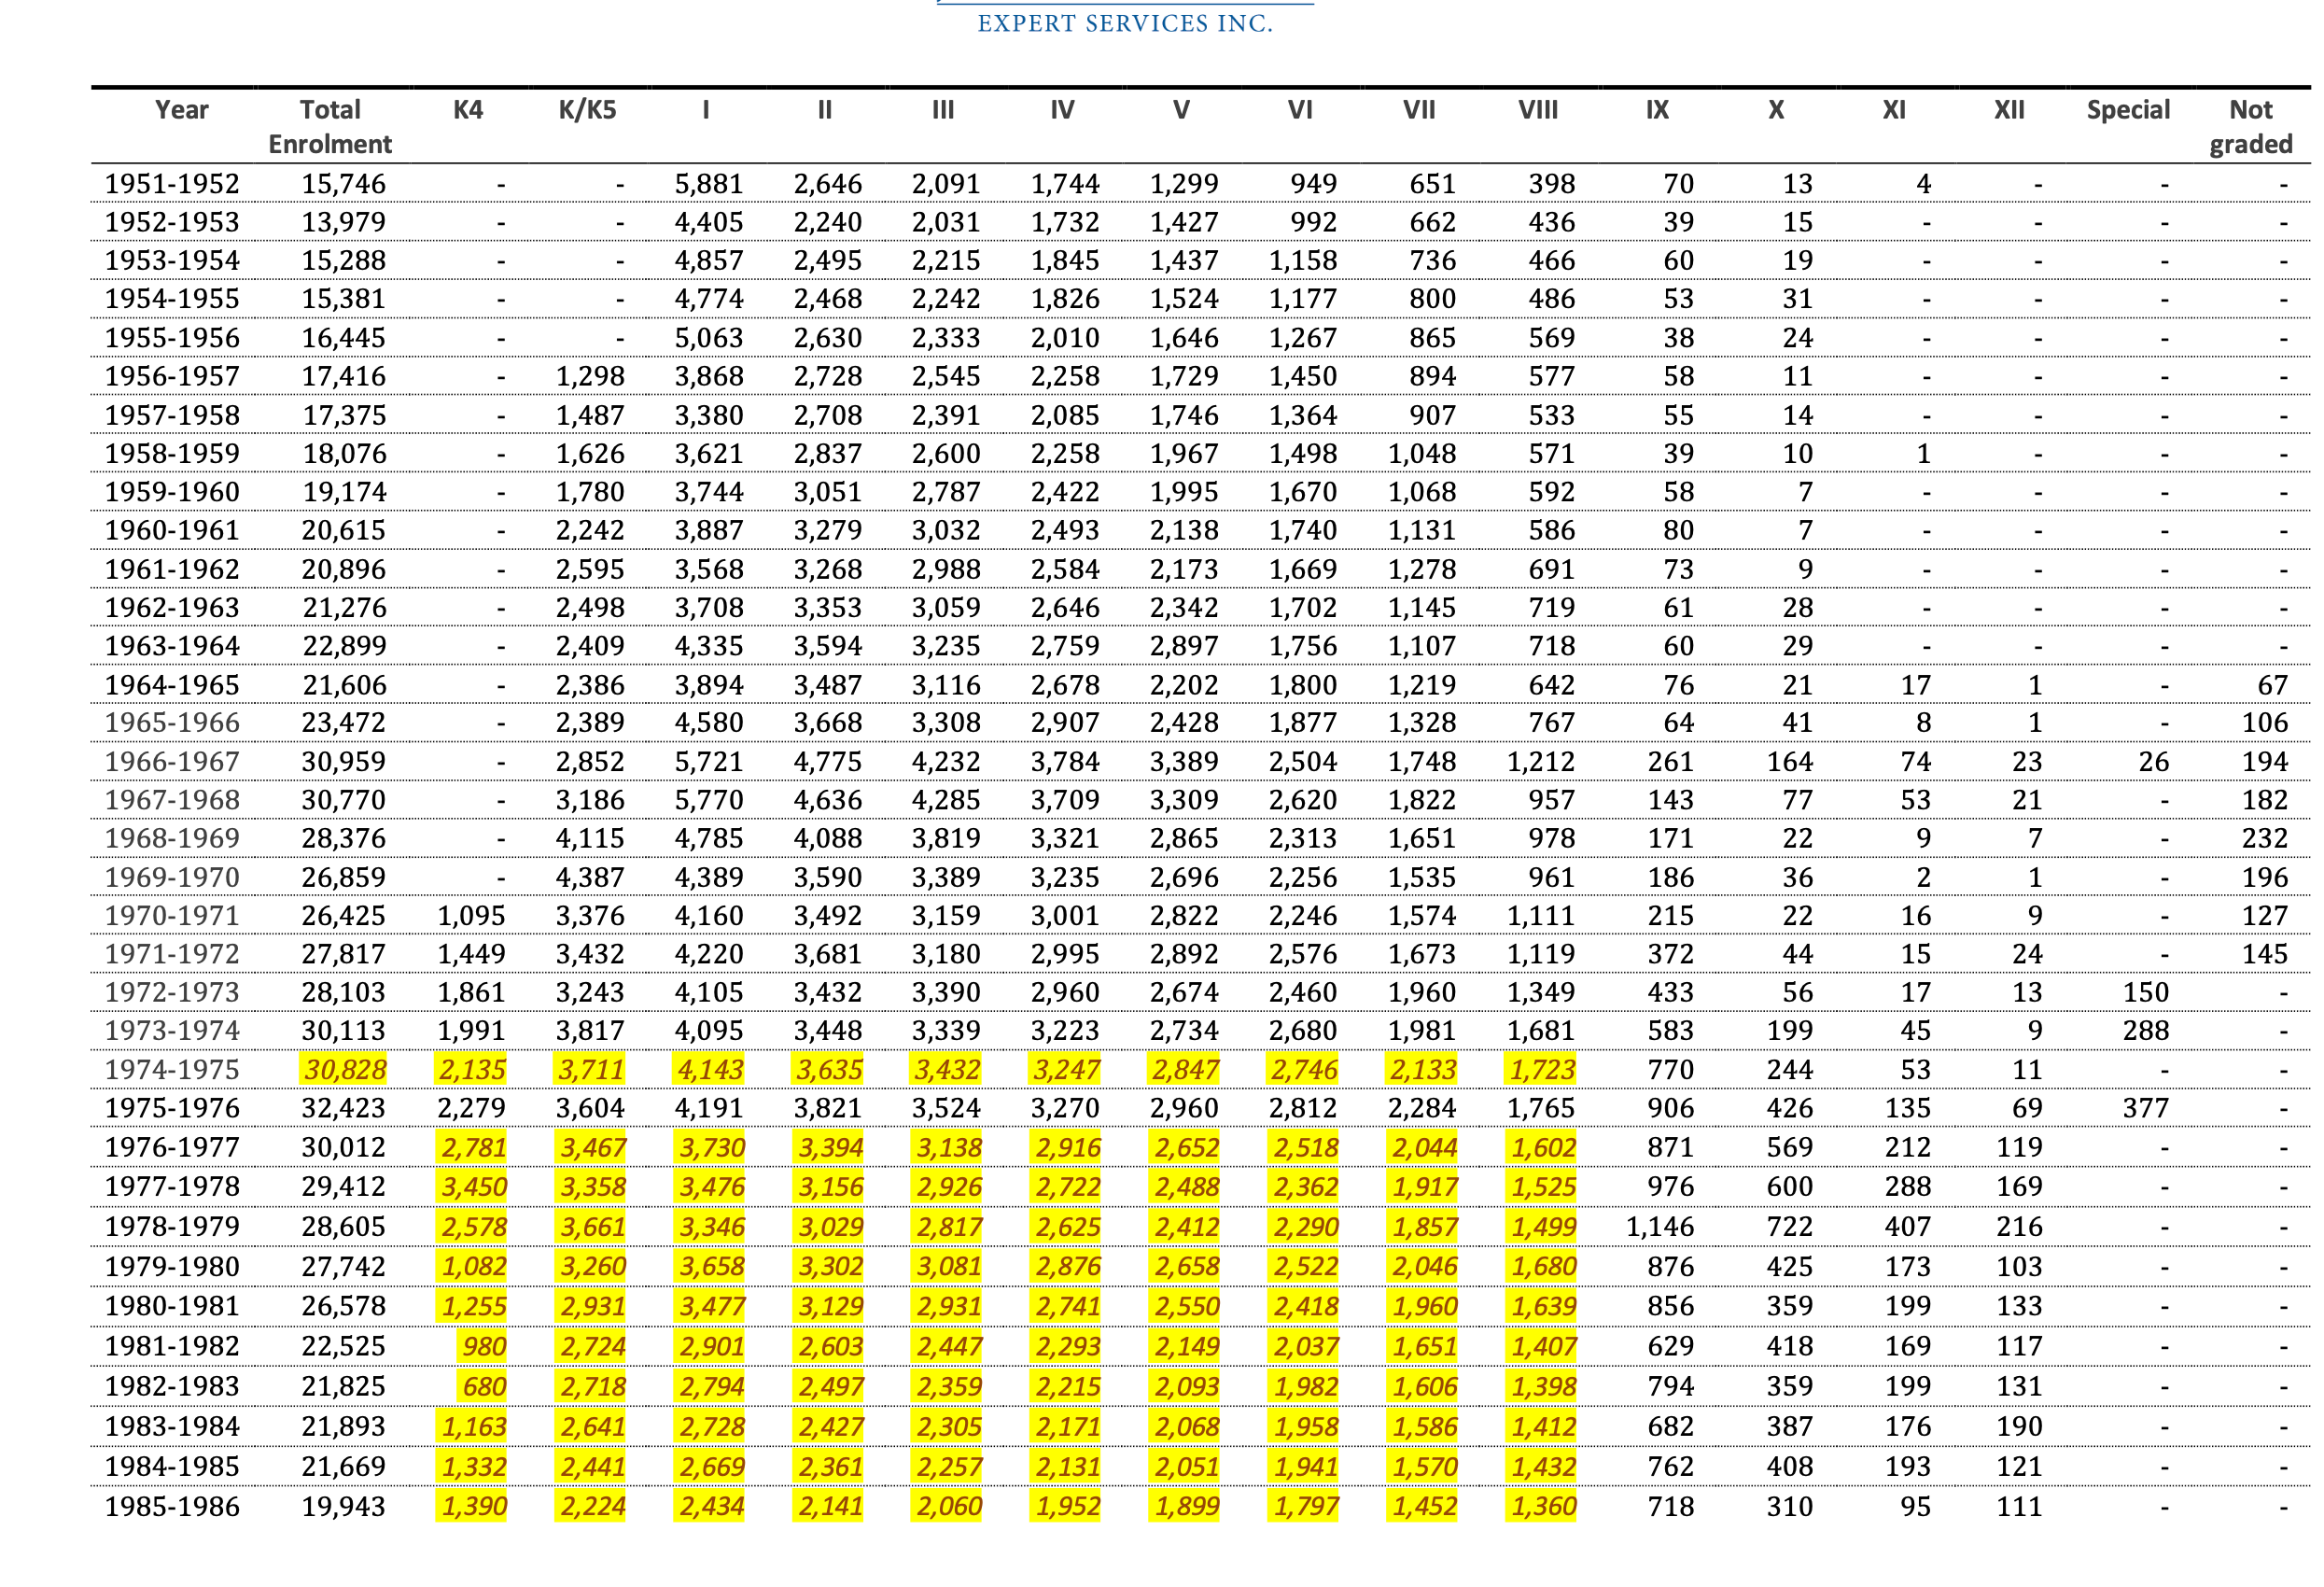 EXPERT SERVICES INC.
Year Total Enrolment K4 K/K5 I II III IV V VI VII VIII IX X XI XII Special Not graded
1951-1952 15,746 - - 5,881 2,646 2,091 1,744 1,299 949 651 398 70 13 4 - - -
1952-1953 13,979 - - 4,405 2,240 2,031 1,732 1,427 992 662 436 39 15 - - - -
1953-1954 15,288 - - 4,857 2,495 2,215 1,845 1,437 1,158 736 466 60 19 - - - -
1954-1955 15,381 - - 4,774 2,468 2,242 1,826 1,524 1,177 800 486 53 31 - - - -
1955-1956 16,445 - - 5,063 2,630 2,333 2,010 1,646 1,267 865 569 38 24 - - - -
1956-1957 17,416 - 1,298 3,868 2,728 2,545 2,258 1,729 1,450 894 577 58 11 - - - -
1957-1958 17,375 - 1,487 3,380 2,708 2,391 2,085 1,746 1,364 907 533 55 14 - - - -
1958-1959 18,076 - 1,626 3,621 2,837 2,600 2,258 1,967 1,498 1,048 571 39 10 1 - - -
1959-1960 19,174 - 1,780 3,744 3,051 2,787 2,422 1,995 1,670 1,068 592 58 7 - - - -
1960-1961 20,615 - 2,242 3,887 3,279 3,032 2,493 2,138 1,740 1,131 586 80 7 - - - -
1961-1962 20,896 - 2,595 3,568 3,268 2,988 2,584 2,173 1,669 1,278 691 73 9 - - - -
1962-1963 21,276 - 2,498 3,708 3,353 3,059 2,646 2,342 1,702 1,145 719 61 28 - - - -
1963-1964 22,899 - 2,409 4,335 3,594 3,235 2,759 2,897 1,756 1,107 718 60 29 - - - -
1964-1965 21,606 - 2,386 3,894 3,487 3,116 2,678 2,202 1,800 1,219 642 76 21 17 1 - 67
1965-1966 23,472 - 2,389 4,580 3,668 3,308 2,907 2,428 1,877 1,328 767 64 41 8 1 - 106
1966-1967 30,959 - 2,852 5,721 4,775 4,232 3,784 3,389 2,504 1,748 1,212 261 164 74 23 26 194
1967-1968 30,770 - 3,186 5,770 4,636 4,285 3,709 3,309 2,620 1,822 957 143 77 53 21 - 182
1968-1969 28,376 - 4,115 4,785 4,088 3,819 3,321 2,865 2,313 1,651 978 171 22 9 7 - 232
1969-1970 26,859 - 4,387 4,389 3,590 3,389 3,235 2,696 2,256 1,535 961 186 36 2 1 - 196
1970-1971 26,425 1,095 3,376 4,160 3,492 3,159 3,001 2,822 2,246 1,574 1,111 215 22 16 9 - 127
1971-1972 27,817 1,449 3,432 4,220 3,681 3,180 2,995 2,892 2,576 1,673 1,119 372 44 15 24 - 145
1972-1973 28,103 1,861 3,243 4,105 3,432 3,390 2,960 2,674 2,460 1,960 1,349 433 56 17 13 150 -
1973-1974 30,113 1,991 3,817 4,095 3,448 3,339 3,223 2,734 2,680 1,981 1,681 583 199 45 9 288 -
1974-1975 30,828 2,135 3,711 4,143 3,635 3,432 3,247 2,847 2,746 2,133 1,723 770 244 53 11 - -
1975-1976 32,423 2,279 3,604 4,191 3,821 3,524 3,270 2,960 2,812 2,284 1,765 906 426 135 69 377 -
1976-1977 30,012 2,781 3,467 3,730 3,394 3,138 2,916 2,652 2,518 2,044 1,602 871 569 212 119 - -
1977-1978 29,412 3,450 3,358 3,476 3,156 2,926 2,722 2,488 2,362 1,917 1,525 976 600 288 169 - -
1978-1979 28,605 2,578 3,661 3,346 3,029 2,817 2,625 2,412 2,290 1,857 1,499 1,146 722 407 216 - -
1979-1980 27,742 1,082 3,260 3,658 3,302 3,081 2,876 2,658 2,522 2,046 1,680 876 425 173 103 - -
1980-1981 26,578 1,255 2,931 3,477 3,129 2,931 2,741 2,550 2,418 1,960 1,639 856 359 199 133 - -
1981-1982 22,525 980 2,724 2,901 2,603 2,447 2,293 2,149 2,037 1,651 1,407 629 418 169 117 - -
1982-1983 21,825 680 2,718 2,794 2,497 2,359 2,215 2,093 1,982 1,606 1,398 794 359 199 131 - -
1983-1984 21,893 1,163 2,641 2,728 2,427 2,305 2,171 2,068 1,958 1,586 1,412 682 387 176 190 - -
1984-1985 21,669 1,332 2,441 2,669 2,361 2,257 2,131 2,051 1,941 1,570 1,432 762 408 193 121 - -
1985-1986 19,943 1,390 2,224 2,434 2,141 2,060 1,952 1,899 1,797 1,452 1,360 718 310 95 111 - -